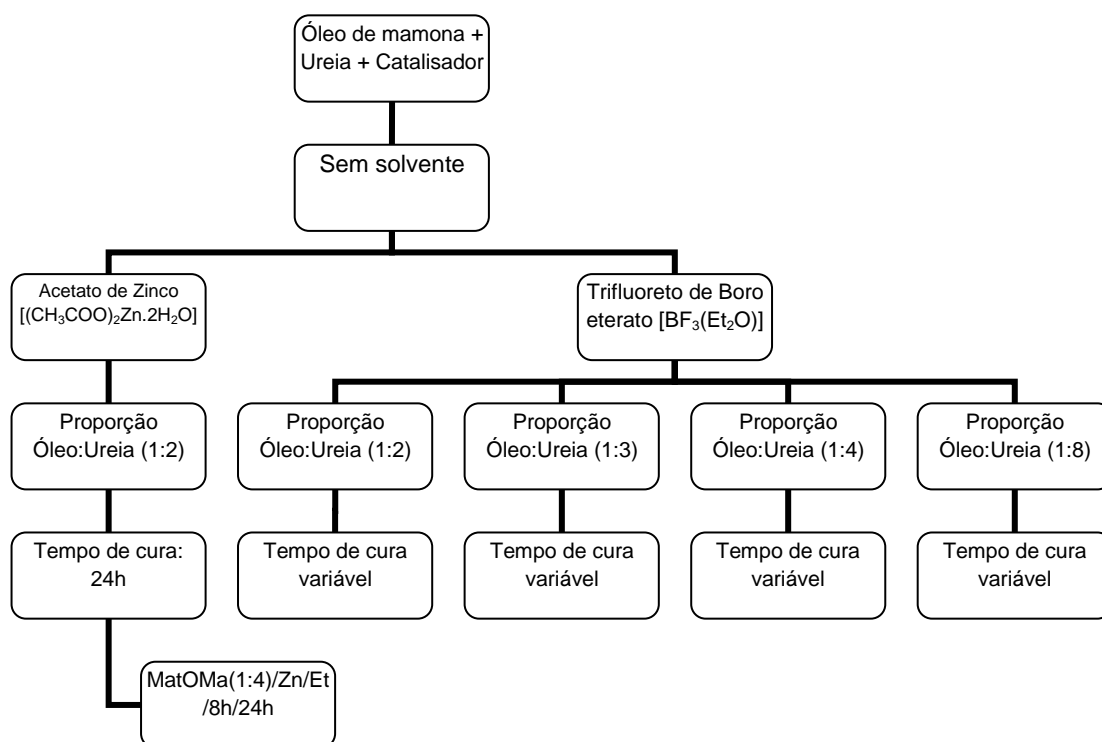 Óleo de mamona +
Ureia + Catalisador
Sem solvente
Acetato de Zinco
[(CH₃COO)₂Zn.2H₂O]
Trifluoreto de Boro
eterato [BF₃(Et₂O)]
Proporção
Óleo:Ureia (1:2)
Proporção
Óleo:Ureia (1:2)
Proporção
Óleo:Ureia (1:3)
Proporção
Óleo:Ureia (1:4)
Proporção
Óleo:Ureia (1:8)
Tempo de cura:
24h
Tempo de cura
variável
Tempo de cura
variável
Tempo de cura
variável
Tempo de cura
variável
MatOMa(1:4)/Zn/Et
/8h/24h